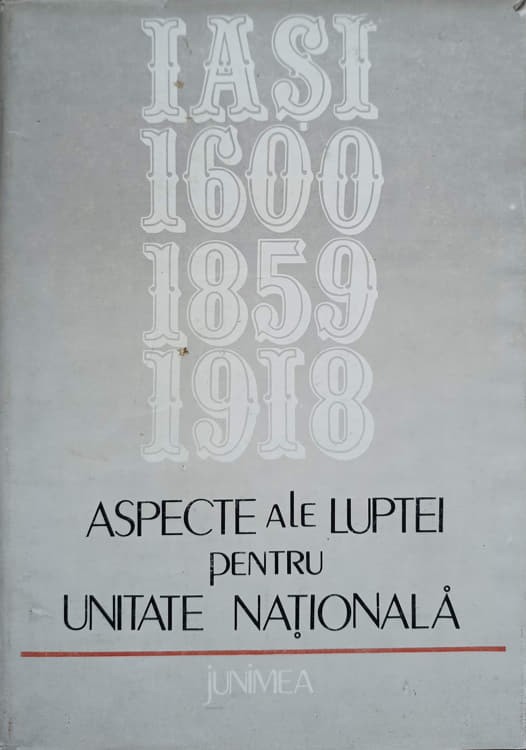 IAȘI
1600
1859
1918
ASPECTE ale LUPTEI
pENTRU
UNITATE NAȚIONALĂ
jUNIMEA